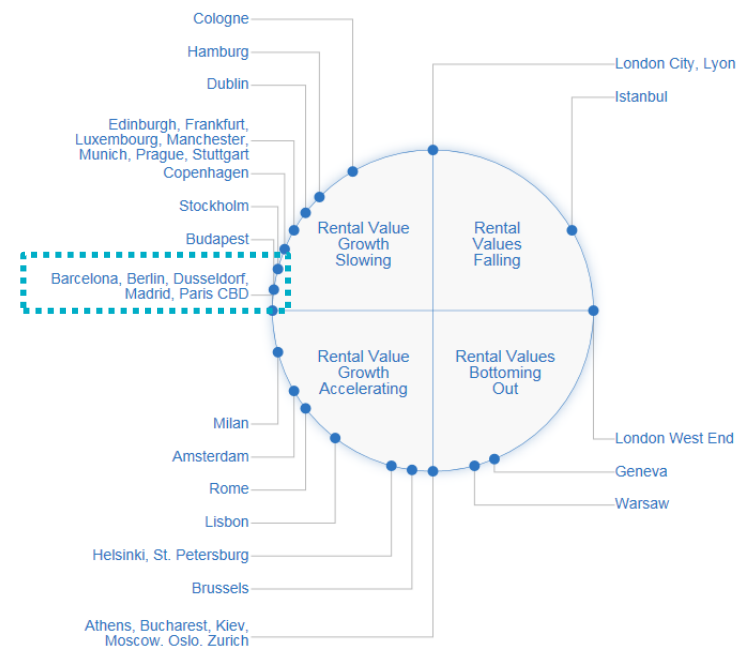 Cologne
Hamburg
Dublin
Edinburgh, Frankfurt,
Luxembourg, Manchester,
Munich, Prague, Stuttgart
Copenhagen
Stockholm
Budapest
Barcelona, Berlin, Dusseldorf,
Madrid, Paris CBD
Milan
Amsterdam
Rome
Lisbon
Helsinki, St. Petersburg
Brussels
Athens, Bucharest, Kiev,
Moscow, Oslo, Zurich
Rental Value
Growth
Slowing
Rental
Values
Falling
Rental Value
Growth
Accelerating
Rental Values
Bottoming
Out
London City, Lyon
Istanbul
London West End
Geneva
Warsaw